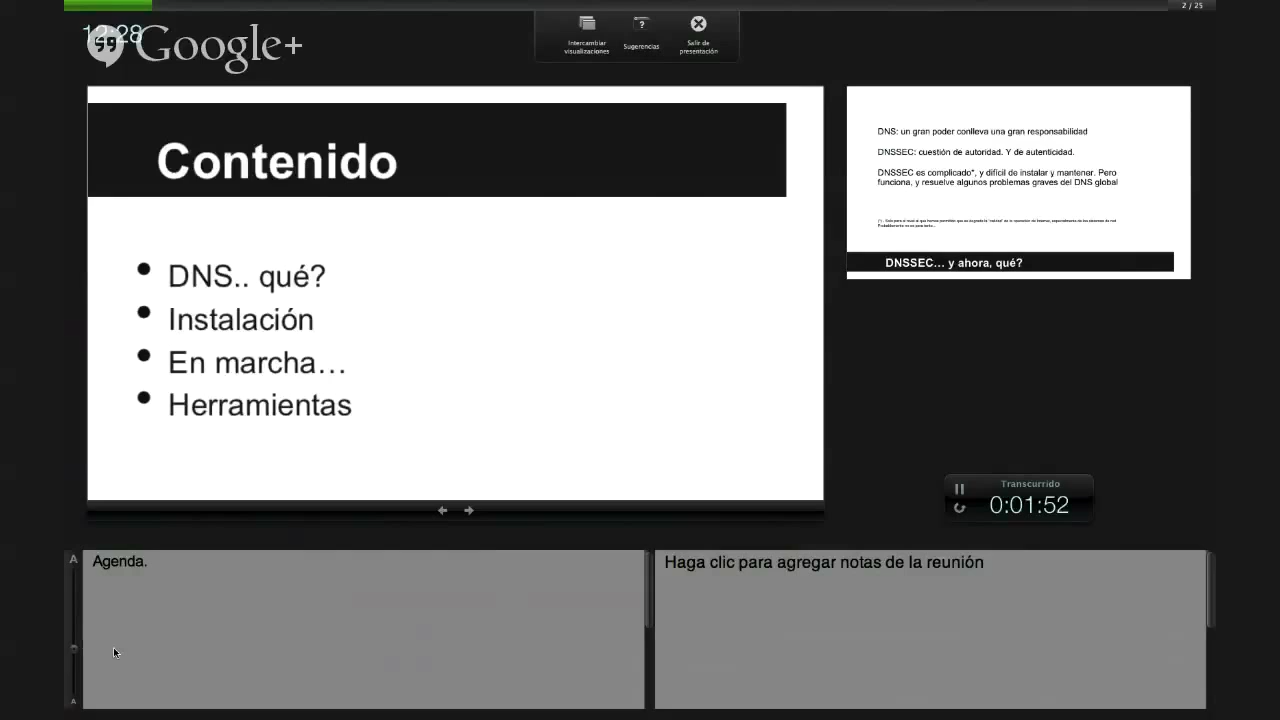 2 / 25
12:28
Google+
Intercambiar
visualizaciones
Sugerencias
Salir de
presentación
Contenido
DNS.. qué?
Instalación
En marcha…
Herramientas
DNS: un gran poder conlleva una gran responsabilidad
DNSSEC: cuestión de autoridad. Y de autenticidad.
DNSSEC es complicado*, y difícil de instalar y mantener. Pero
funciona, y resuelve algunos problemas graves del DNS global
DNSSEC… y ahora, qué?
Transcurrido
0:01:52
A
Agenda.
A
Haga clic para agregar notas de la reunión